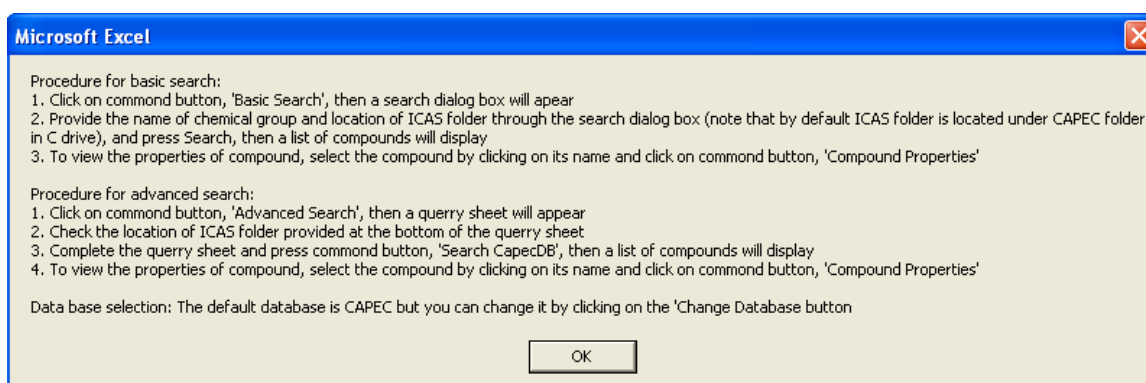 Microsoft Excel
Procedure for basic search:
1. Click on commond button, 'Basic Search', then a search dialog box will apear
2. Provide the name of chemical group and location of ICAS folder through the search dialog box (note that by default ICAS folder is located under CAPEC folder
in C drive), and press Search, then a list of compounds will display
3. To view the properties of compound, select the compound by clicking on its name and click on commond button, 'Compound Properties'
Procedure for advanced search:
1. Click on commond button, 'Advanced Search', then a querry sheet will appear
2. Check the location of ICAS folder provided at the bottom of the querry sheet
3. Complete the querry sheet and press commond button, 'Search CapecDB', then a list of compounds will display
4. To view the properties of compound, select the compound by clicking on its name and click on commond button, 'Compound Properties'
Data base selection: The default database is CAPEC but you can change it by clicking on the 'Change Database button
OK